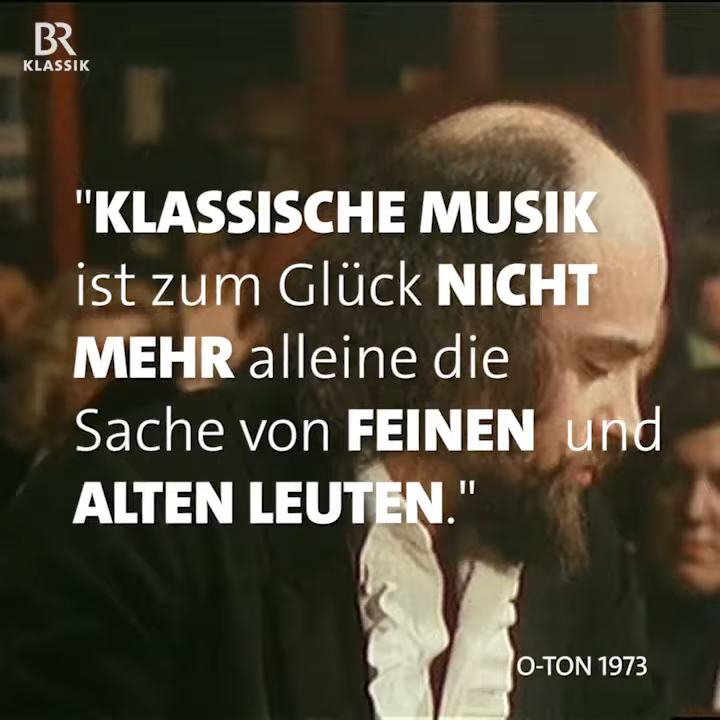 BR
KLASSIK
"KLASSISCHE MUSIK
ist zum Glück NICHT
MEHR alleine die
Sache von FEINEN und
ALTEN LEUTEN."
O-TON 1973